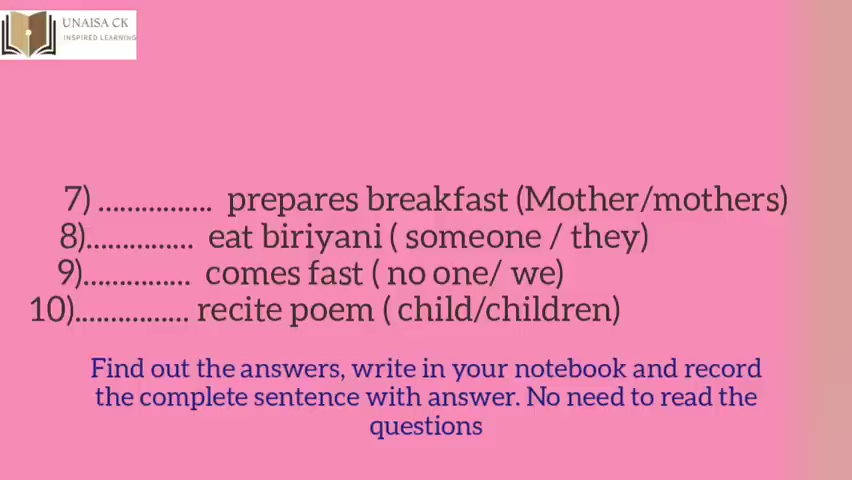 UNAISA CK
INSPIRED LEARNING
7) ................ prepares breakfast (Mother/mothers)
8)............... eat biriyani ( someone / they)
9)............... comes fast ( no one/ we)
10)................ recite poem ( child/children)
Find out the answers, write in your notebook and record
the complete sentence with answer. No need to read the
questions